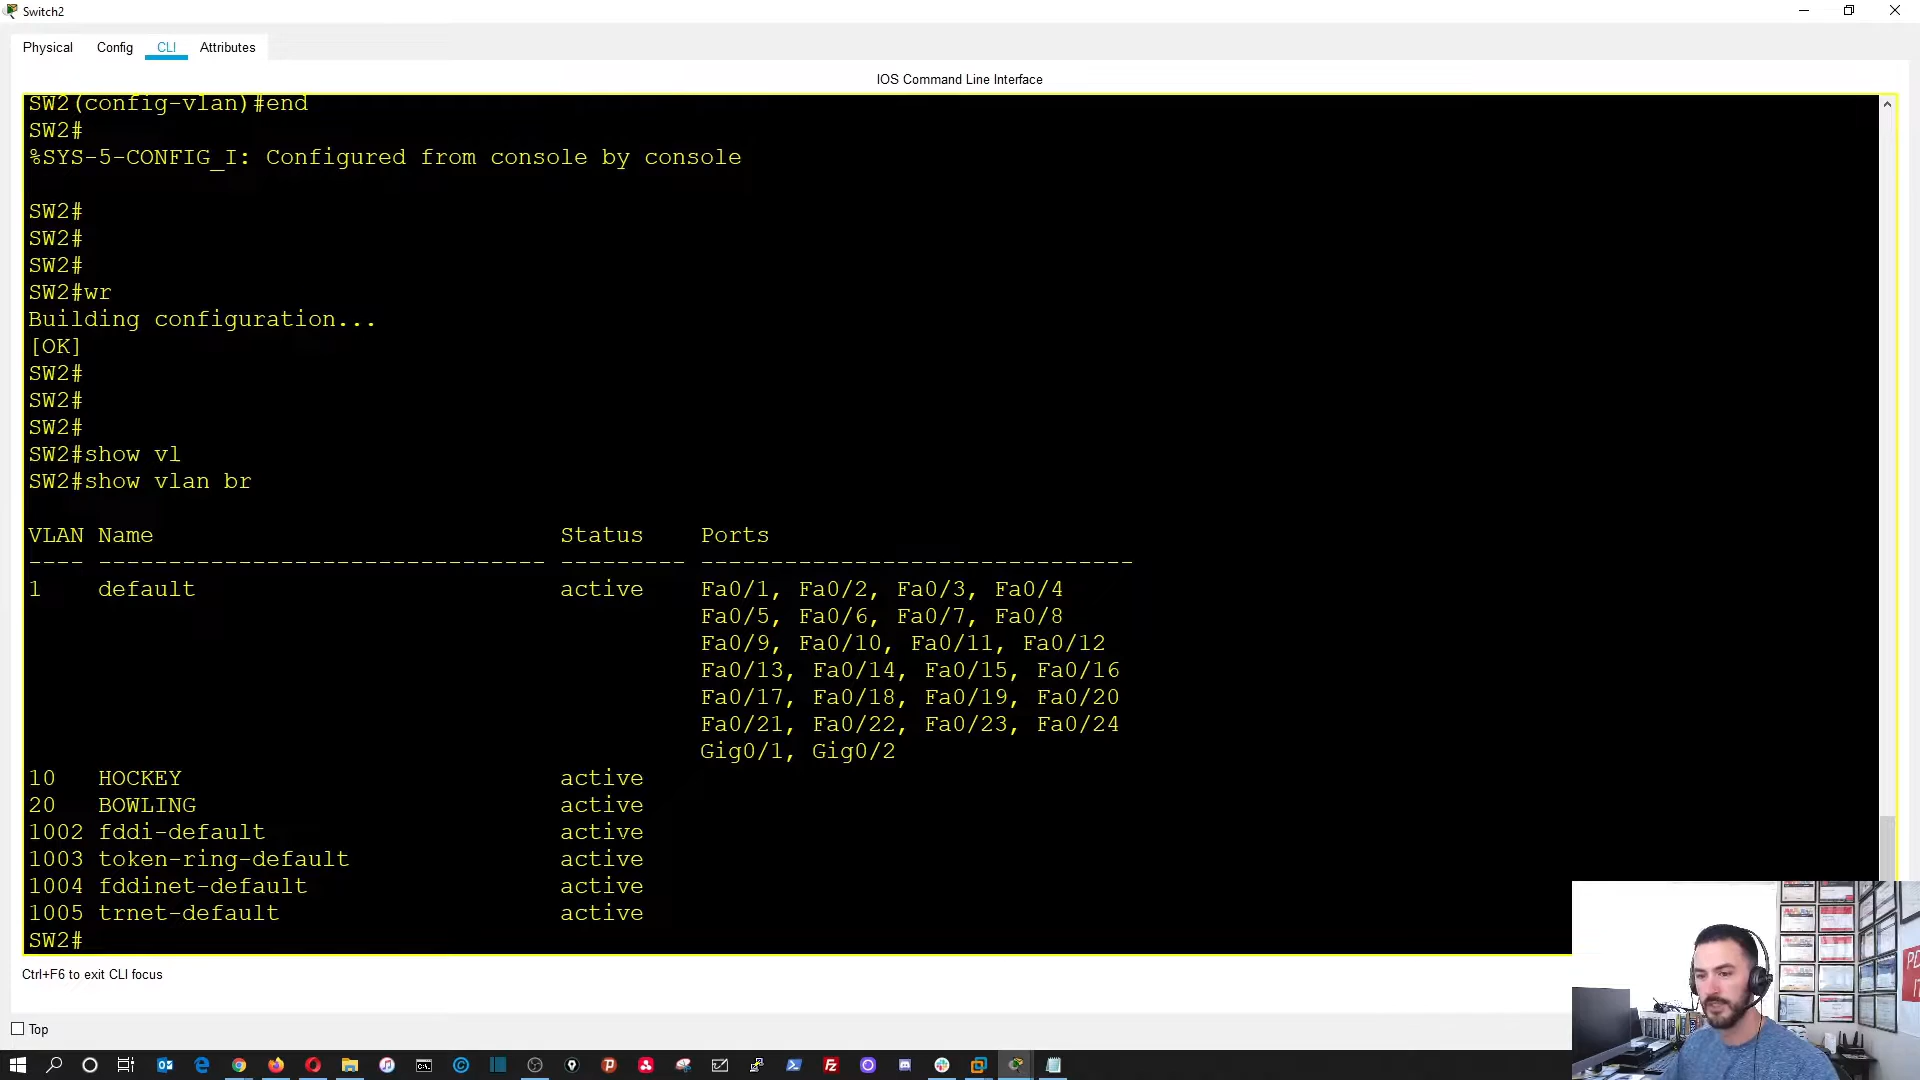 Switch2
Physical Config CLI Attributes
IOS Command Line Interface
SW2(config-vlan)#end
SW2#
%SYS-5-CONFIG_I: Configured from console by console
SW2#
SW2#
SW2#
SW2#wr
Building configuration...
[OK]
SW2#
SW2#
SW2#
SW2#show vl
SW2#show vlan br
VLAN Name Status Ports
---- -------------------------------- --------- -------------------------------
1 default active Fa0/1, Fa0/2, Fa0/3, Fa0/4
Fa0/5, Fa0/6, Fa0/7, Fa0/8
Fa0/9, Fa0/10, Fa0/11, Fa0/12
Fa0/13, Fa0/14, Fa0/15, Fa0/16
Fa0/17, Fa0/18, Fa0/19, Fa0/20
Fa0/21, Fa0/22, Fa0/23, Fa0/24
Gig0/1, Gig0/2
10 HOCKEY active
20 BOWLING active
1002 fddi-default active
1003 token-ring-default active
1004 fddinet-default active
1005 trnet-default active
SW2#
Ctrl+F6 to exit CLI focus
Top